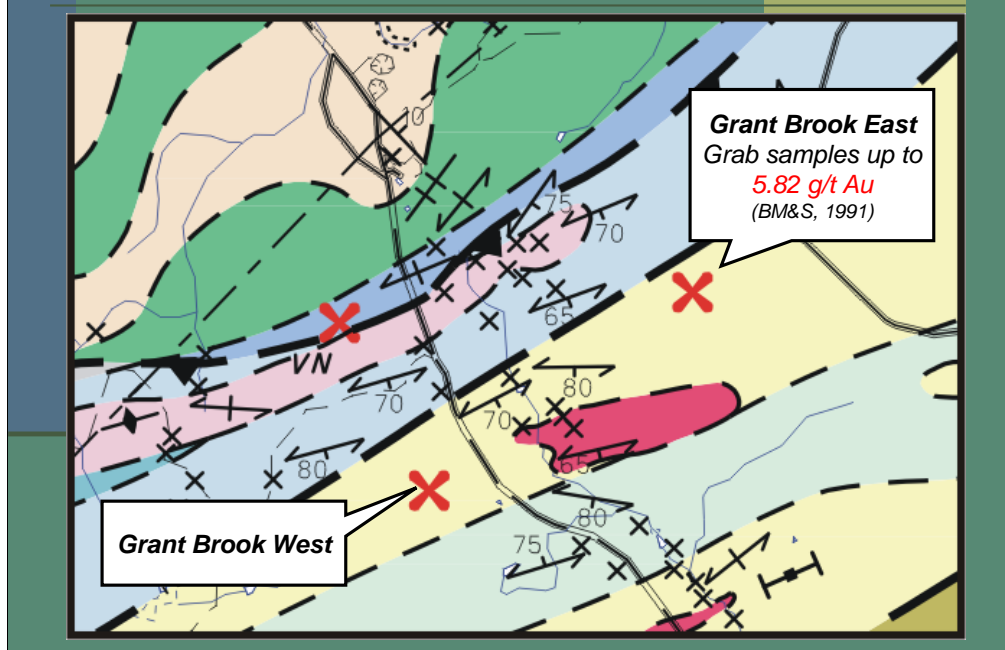 10
Grant Brook East
Grab samples up to
5.82 g/t Au
(BM&S, 1991)
75
70
65
VN
80
70
70
65
80
80
Grant Brook West
75